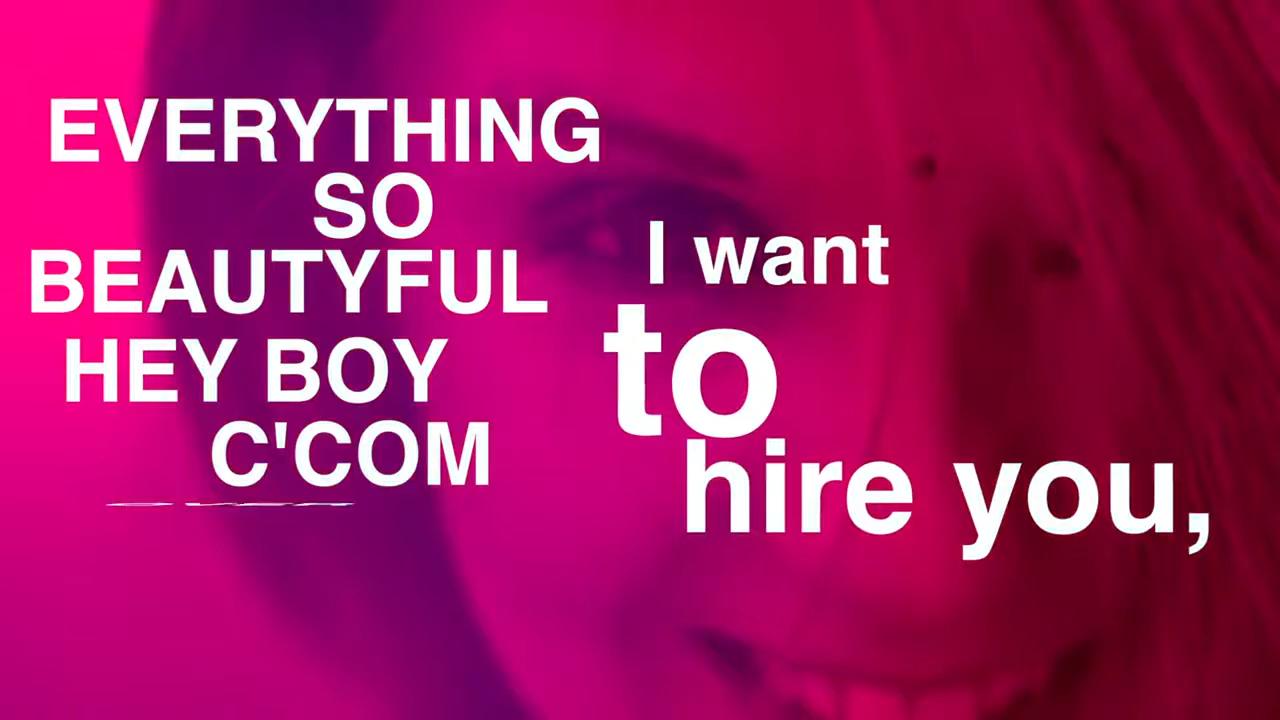 EVERYTHING
SO
BEAUTYFUL
HEY BOY
C'COM
I want
to
hire you,